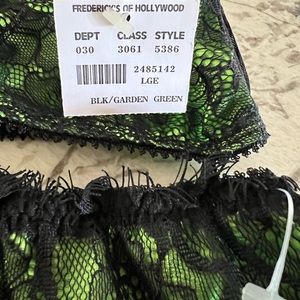 FREDERICK'S OF HOLLYWOOD
DEPT CLASS STYLE
030 3061 5386
2485142
LGE
BLK/GARDEN GREEN